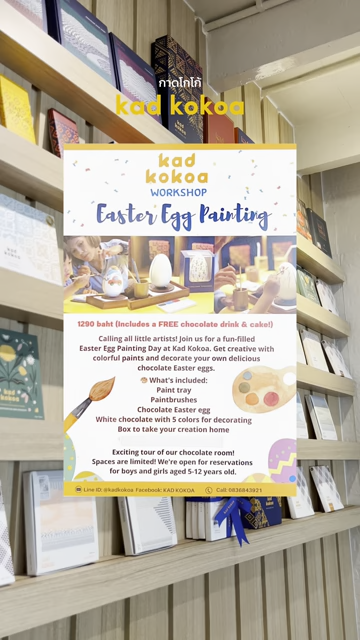 กาดโกโก้
kad kokoa
kad
kokoa
WORKSHOP
Easter Egg Painting
1290 baht (Includes a FREE chocolate drink & cake!)
Calling all little artists! Join us for a fun-filled
Easter Egg Painting Day at Kad Kokoa. Get creative with
colorful paints and decorate your own delicious
chocolate Easter eggs.
What's included:
Paint tray
Paintbrushes
Chocolate Easter egg
White chocolate with 5 colors for decorating
Box to take your creation home
Exciting tour of our chocolate room!
Spaces are limited! We're open for reservations
for boys and girls aged 5-12 years old.
Line ID @kadkokoa Facebook: KAD KOKOA
Call: 0836843921